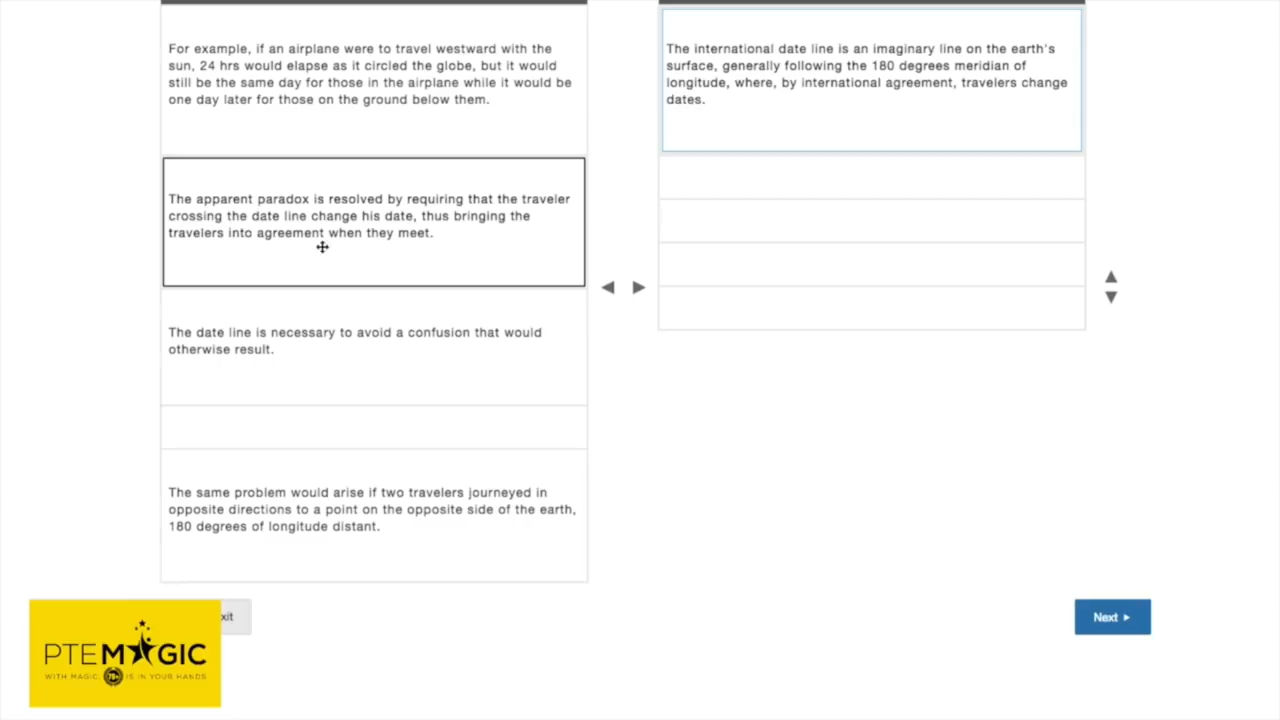 For example, if an airplane were to travel westward with the
sun, 24 hrs would elapse as it circled the globe, but it would
still be the same day for those in the airplane while it would be
one day later for those on the ground below them.
The apparent paradox is resolved by requiring that the traveler
crossing the date line change his date, thus bringing the
travelers into agreement when they meet.
The date line is necessary to avoid a confusion that would
otherwise result.
The same problem would arise if two travelers journeyed in
opposite directions to a point on the opposite side of the earth,
180 degrees of longitude distant.
The international date line is an imaginary line on the earth's
surface, generally following the 180 degrees meridian of
longitude, where, by international agreement, travelers change
dates.
xit
Next
PTEMAGIC
WITH MAGIC, 79+ IS IN YOUR HANDS